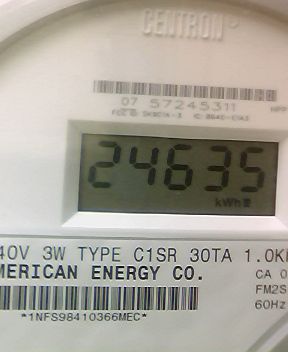 CENTRON
07 57245311
24635
kWh
40V 3W TYPE C1SR 30TA 1.0K
MERICAN ENERGY CO.
CA 0
FM2S
60Hz
*1NFS98410366MEC*